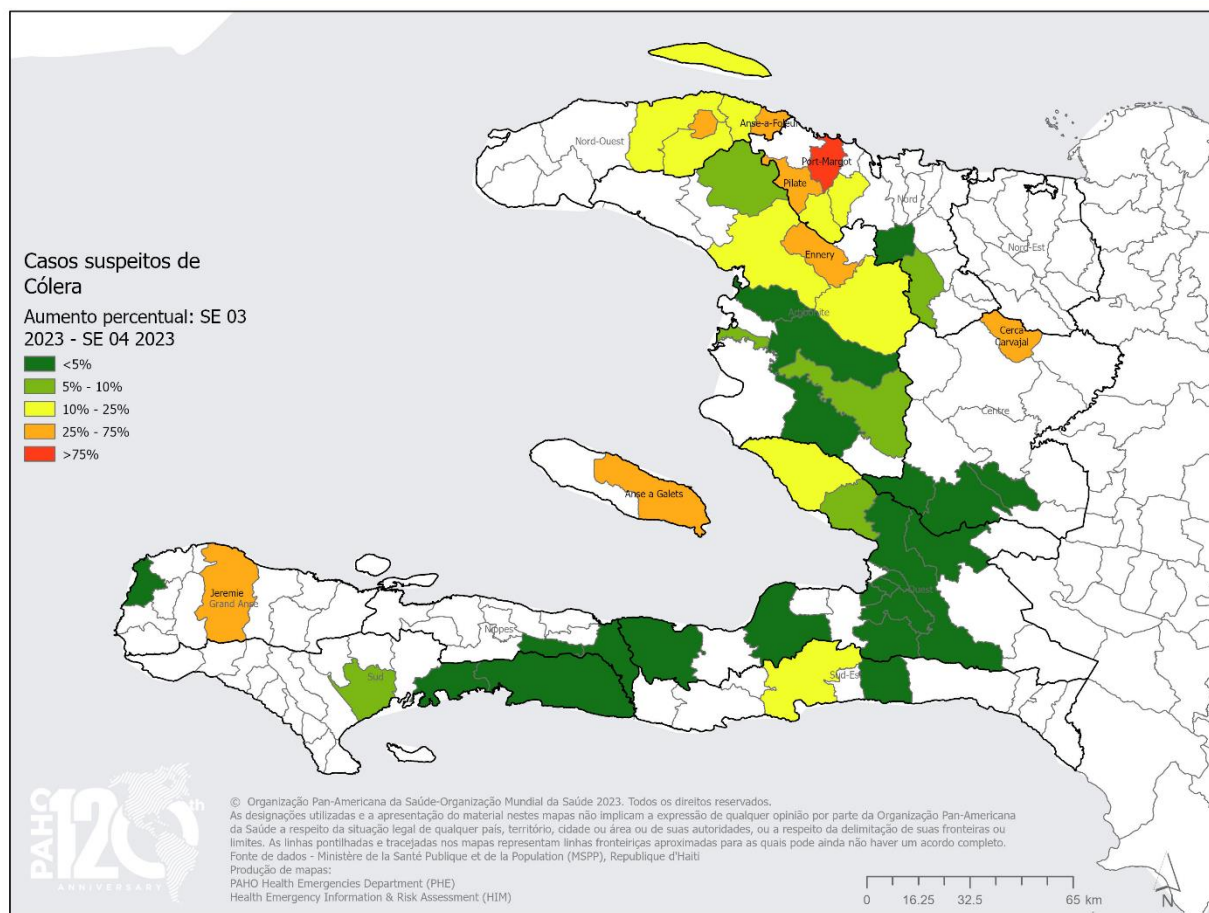 Anse-a-Foleur
Nord-Ouest
Port-Margot
Pilate
Nord
Nord-Est
Ennery
Casos suspeitos de
Cólera
Aumento percentual: SE 03
2023 - SE 04 2023
<5%
5% - 10%
10% - 25%
25% - 75%
>75%
Artibonite
Cerca
Carvajal
Centre
Anse a Galets
Jeremie
Grand Anse
Ouest
Nippes
Sud
Sud-Est
PAHO 120th
ANNIVERSARY
© Organização Pan-Americana da Saúde-Organização Mundial da Saúde 2023. Todos os direitos reservados.
As designações utilizadas e a apresentação do material nestes mapas não implicam a expressão de qualquer opinião por parte da Organização Pan-Americana
da Saúde a respeito da situação legal de qualquer país, território, cidade ou área ou de suas autoridades, ou a respeito da delimitação de suas fronteiras ou
limites. As linhas pontilhadas e tracejadas nos mapas representam linhas fronteiriças aproximadas para as quais pode ainda não haver um acordo completo.
Fonte de dados - Ministère de la Santé Publique et de la Population (MSPP), Republique d'Haiti
Produção de mapas:
PAHO Health Emergencies Department (PHE)
Health Emergency Information & Risk Assessment (HIM)
0 16.25 32.5 65 km
N